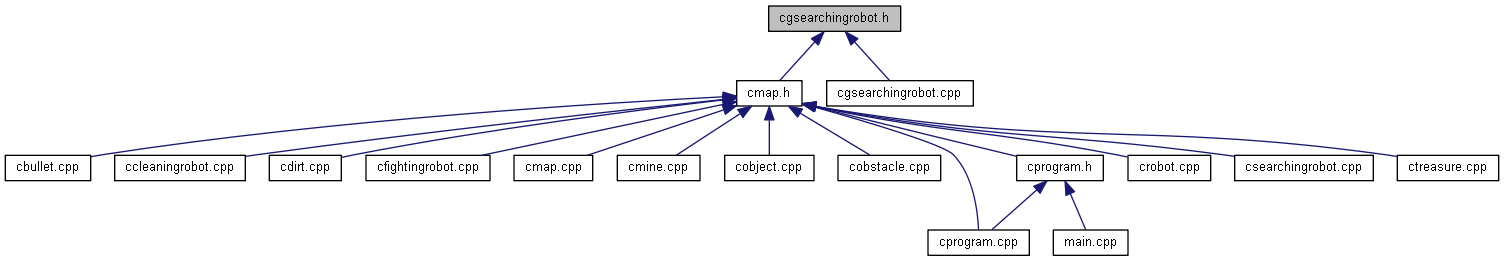 cgsearchingrobot.h
cmap.h
cgsearchingrobot.cpp
cbullet.cpp
ccleaningrobot.cpp
cdirt.cpp
cfightingrobot.cpp
cmap.cpp
cmine.cpp
cobject.cpp
cobstacle.cpp
cprogram.h
crobot.cpp
csearchingrobot.cpp
ctreasure.cpp
cprogram.cpp
main.cpp